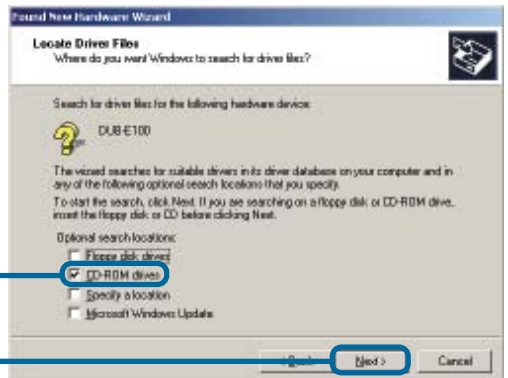 Found New Hardware Wizard
Locate Driver Files
Where do you want Windows to search for driver files?
Search for driver files for the following hardware device:
DUB-E100
The wizard searches for suitable drivers in its driver database on your computer and in
any of the following optional search locations that you specify.
To start the search, click Next. If you are searching on a floppy disk or CD-ROM drive,
insert the floppy disk or CD before clicking Next.
Optional search locations:
Floppy disk drives
CD-ROM drives
Specify a location
Microsoft Windows Update
< Back Next > Cancel